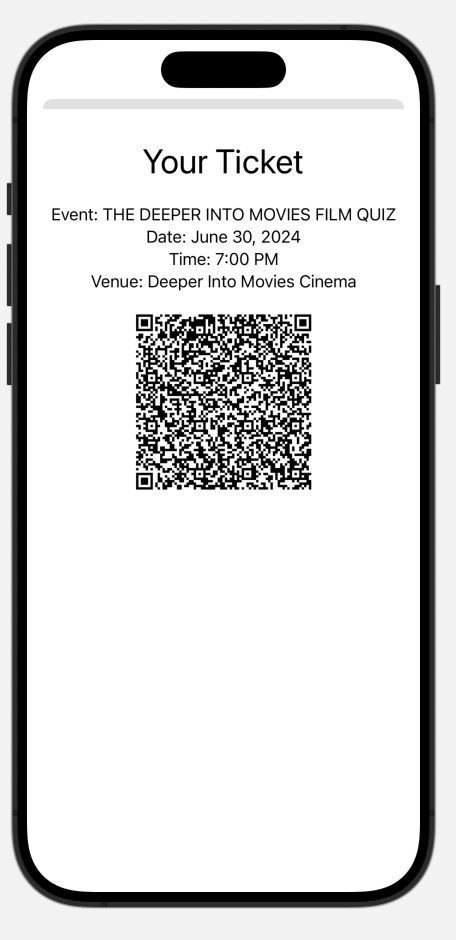 Your Ticket
Event: THE DEEPER INTO MOVIES FILM QUIZ
Date: June 30, 2024
Time: 7:00 PM
Venue: Deeper Into Movies Cinema